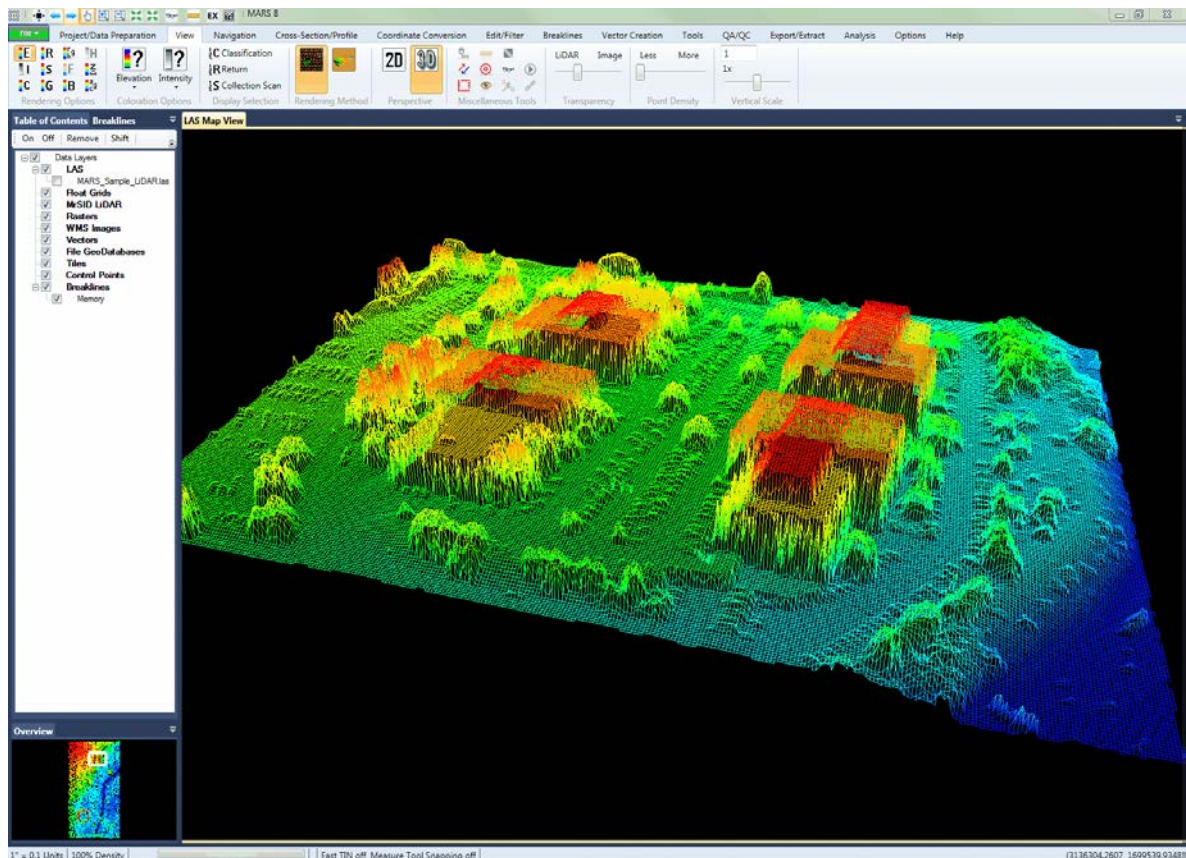 EX MARS 8
FILE Project/Data Preparation View Navigation Cross-Section/Profile Coordinate Conversion Edit/Filter Breaklines Vector Creation Tools QA/QC Export/Extract Analysis Options Help
E R H C Classification LiDAR Image Less More 1
I S F R Return 2D 3D 1x
C G B Elevation Intensity S Collection Scan
Rendering Options Coloration Options Display Selection Rendering Method Perspective Miscellaneous Tools Transparency Point Density Vertical Scale
Table of Contents Breaklines LAS Map View
On Off Remove Shift
Data Layers
LAS
MARS_Sample_LiDAR.las
Float Grids
MrSID LiDAR
Rasters
WMS Images
Vectors
File GeoDatabases
Tiles
Control Points
Breaklines
Memory
Overview
1" = 0.1 Units 100% Density Fast TIN off Measure Tool Snapping off